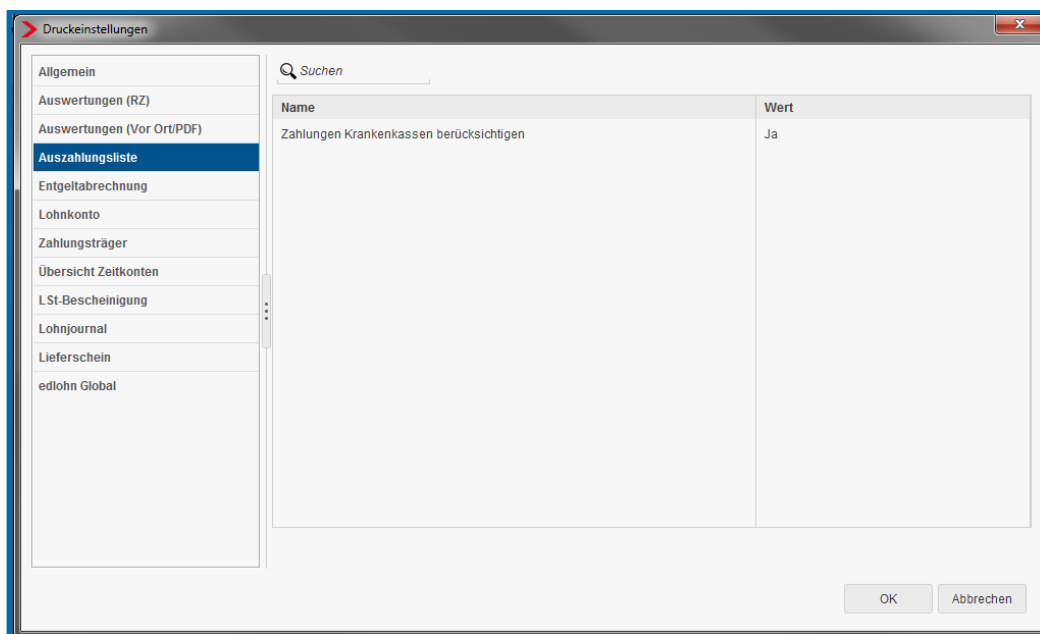 Druckeinstellungen
Allgemein
Auswertungen (RZ)
Auswertungen (Vor Ort/PDF)
Auszahlungsliste
Entgeltabrechnung
Lohnkonto
Zahlungsträger
Übersicht Zeitkonten
LSt-Bescheinigung
Lohnjournal
Lieferschein
edlohn Global
Suchen
Name Wert
Zahlungen Krankenkassen berücksichtigen Ja
OK Abbrechen